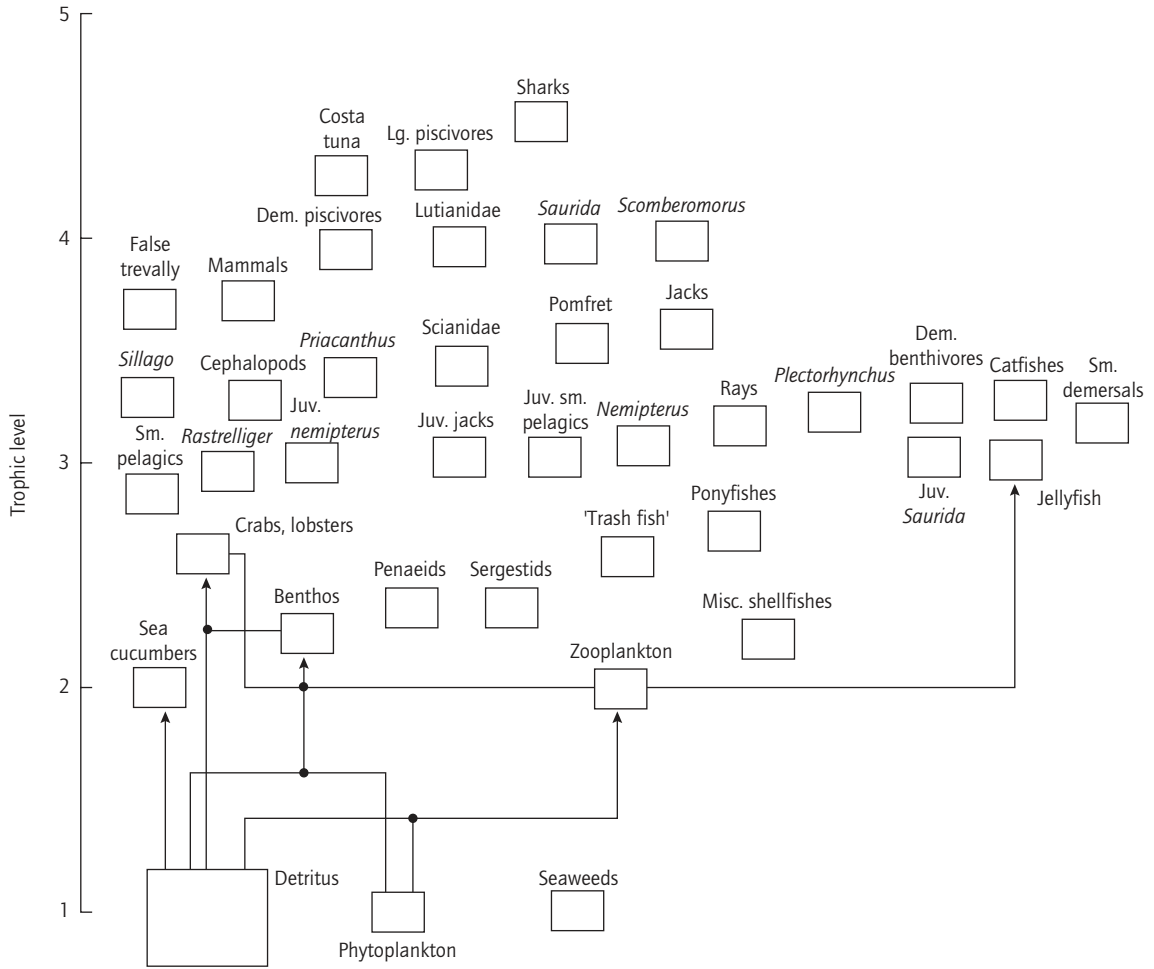 5
Sharks
Costa
tuna
Lg. piscivores
Dem. piscivores
Lutianidae
Saurida
Scomberomorus
4
False
trevally
Mammals
Pomfret
Jacks
Priacanthus
Scianidae
Sillago
Cephalopods
Dem.
benthivores
Catfishes
Sm.
demersals
Plectorhynchus
Rays
Juv.
nemipterus
Juv. jacks
Juv. sm.
pelagics
Nemipterus
Sm.
pelagics
Rastrelliger
3
Trophic level
Juv.
Saurida
Jellyfish
Ponyfishes
'Trash fish'
Crabs, lobsters
Penaeids
Sergestids
Benthos
Misc. shellfishes
Sea
cucumbers
Zooplankton
2
Detritus
Seaweeds
1
Phytoplankton